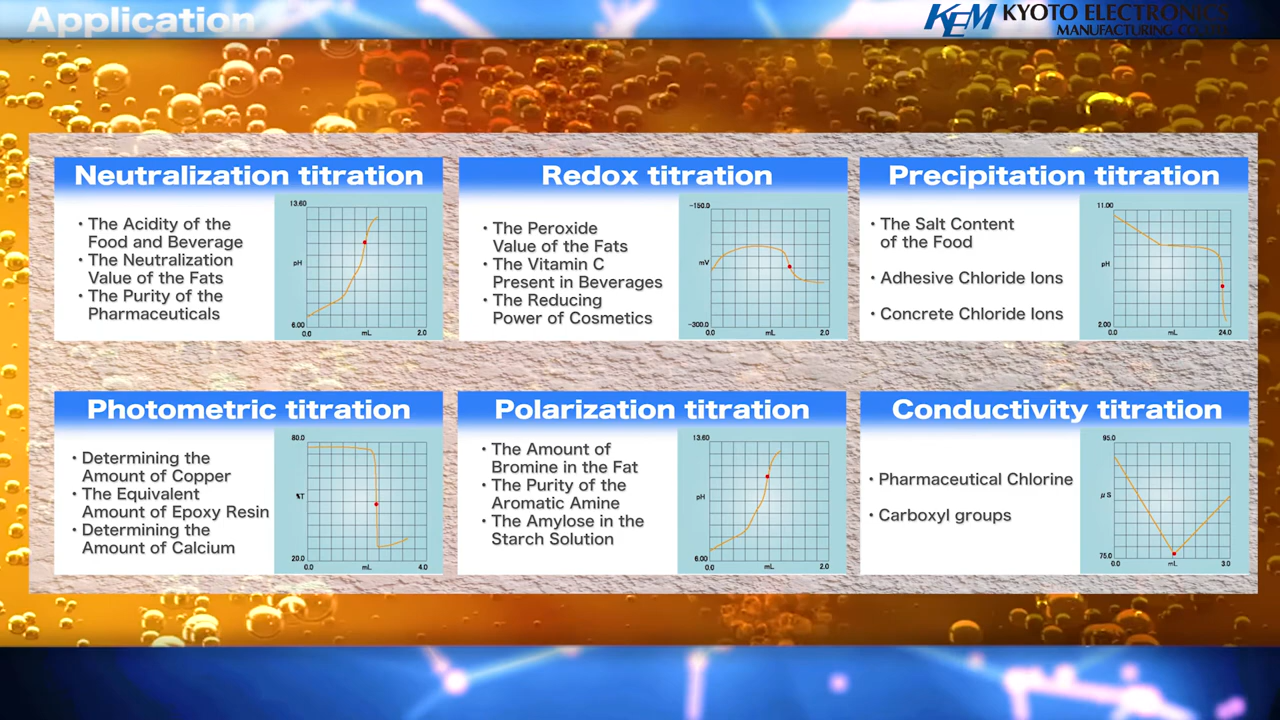 Application
KEM KYOTO ELECTRONICS
MANUFACTURING
Neutralization titration
・The Acidity of the
Food and Beverage
・The Neutralization
Value of the Fats
・The Purity of the
Pharmaceuticals
13.60
pH
6.00
0.0 mL 2.0
Redox titration
・The Peroxide
Value of the Fats
・The Vitamin C
Present in Beverages
・The Reducing
Power of Cosmetics
-150.0
mV
-300.0
0.0 mL 2.0
Precipitation titration
・The Salt Content
of the Food
・Adhesive Chloride Ions
・Concrete Chloride Ions
11.00
pH
2.00
0.0 mL 24.0
Photometric titration
・Determining the
Amount of Copper
・The Equivalent
Amount of Epoxy Resin
・Determining the
Amount of Calcium
80.0
%T
20.0
0.0 mL 4.0
Polarization titration
・The Amount of
Bromine in the Fat
・The Purity of the
Aromatic Amine
・The Amylose in the
Starch Solution
13.60
pH
6.00
0.0 mL 2.0
Conductivity titration
・Pharmaceutical Chlorine
・Carboxyl groups
95.0
μS
75.0
0.0 mL 3.0